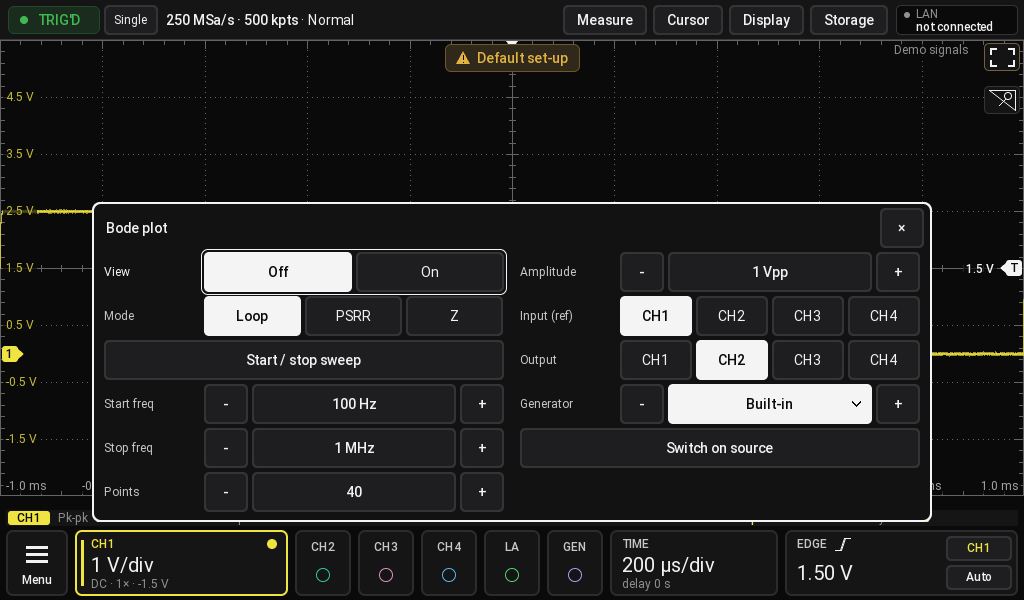 TRIG'D
Single
250 MSa/s · 500 kpts · Normal
Measure
Cursor
Display
Storage
LAN
not connected
Default set-up
Demo signals
4.5 V
3.5 V
2.5 V
1.5 V
0.5 V
-0.5 V
-1.5 V
1
1.5 V
T
-1.0 ms
1.0 ms
Bode plot
×
View
Off
On
Mode
Loop
PSRR
Z
Start / stop sweep
Start freq
-
100 Hz
+
Stop freq
-
1 MHz
+
Points
-
40
+
Amplitude
-
1 Vpp
+
Input (ref)
CH1
CH2
CH3
CH4
Output
CH1
CH2
CH3
CH4
Generator
-
Built-in
+
Switch on source
CH1
Pk-pk
Menu
CH1
1 V/div
DC · 1× · -1.5 V
CH2
CH3
CH4
LA
GEN
TIME
200 µs/div
delay 0 s
EDGE
1.50 V
CH1
Auto